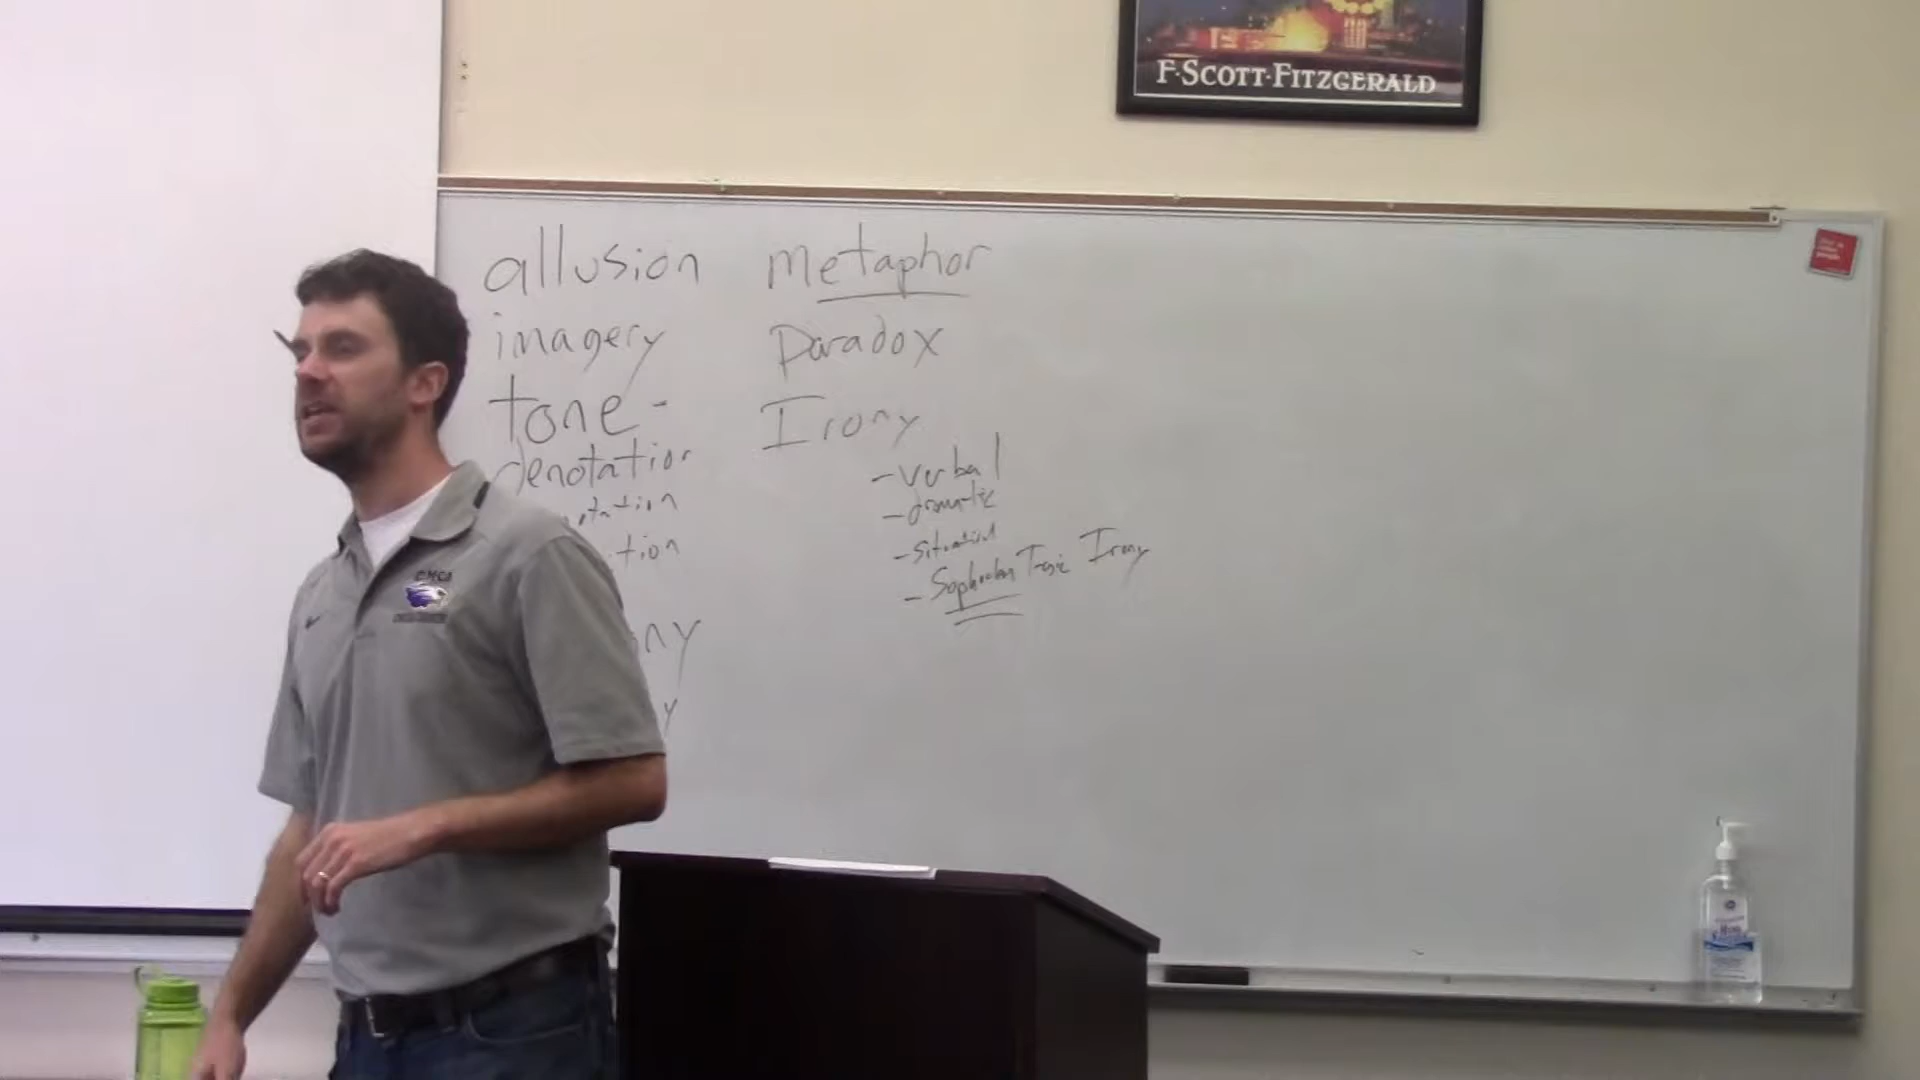 F·SCOTT·FITZGERALD
allusion metaphor
imagery Paradox
tone - Irony
denotation
- verbal
- dramatic
- situational
- Sophoclean Tragic Irony